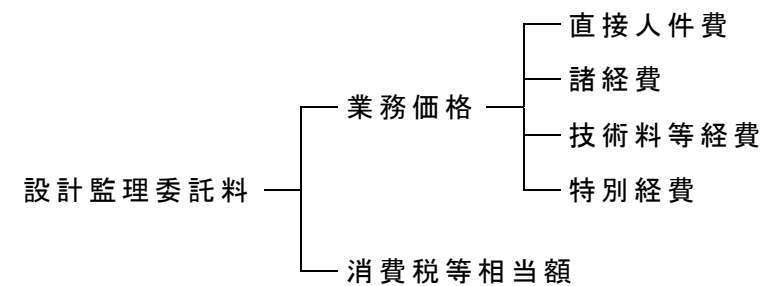 設計監理委託料
業務価格
直接人件費
諸経費
技術料等経費
特別経費
消費税等相当額